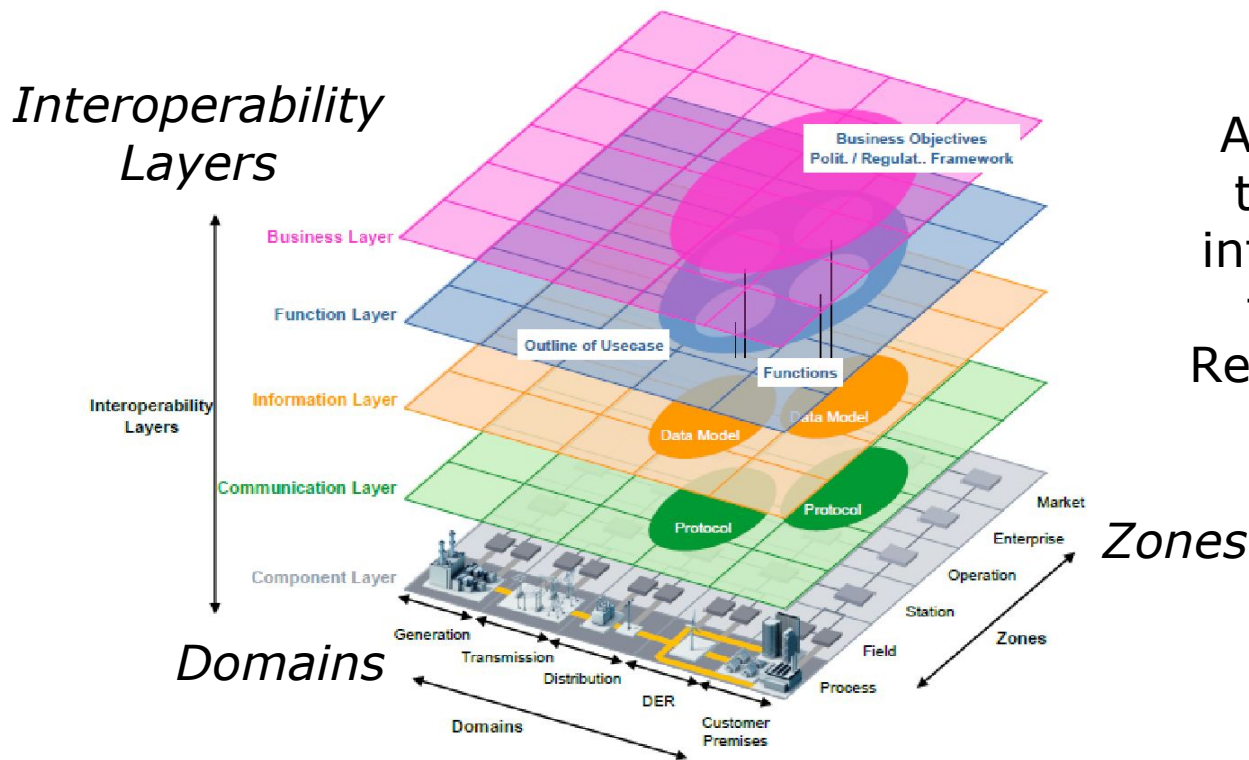 Interoperability
Layers
Business Objectives
Polit. / Regulat.. Framework
Business Layer
Function Layer
Outline of Usecase
Functions
Information Layer
Interoperability
Layers
Data Model
Data Model
Communication Layer
Protocol
Protocol
Component Layer
Market
Enterprise
Operation
Station
Field
Process
Zones
Zones
Generation
Transmission
Distribution
DER
Customer
Premises
Domains
Domains